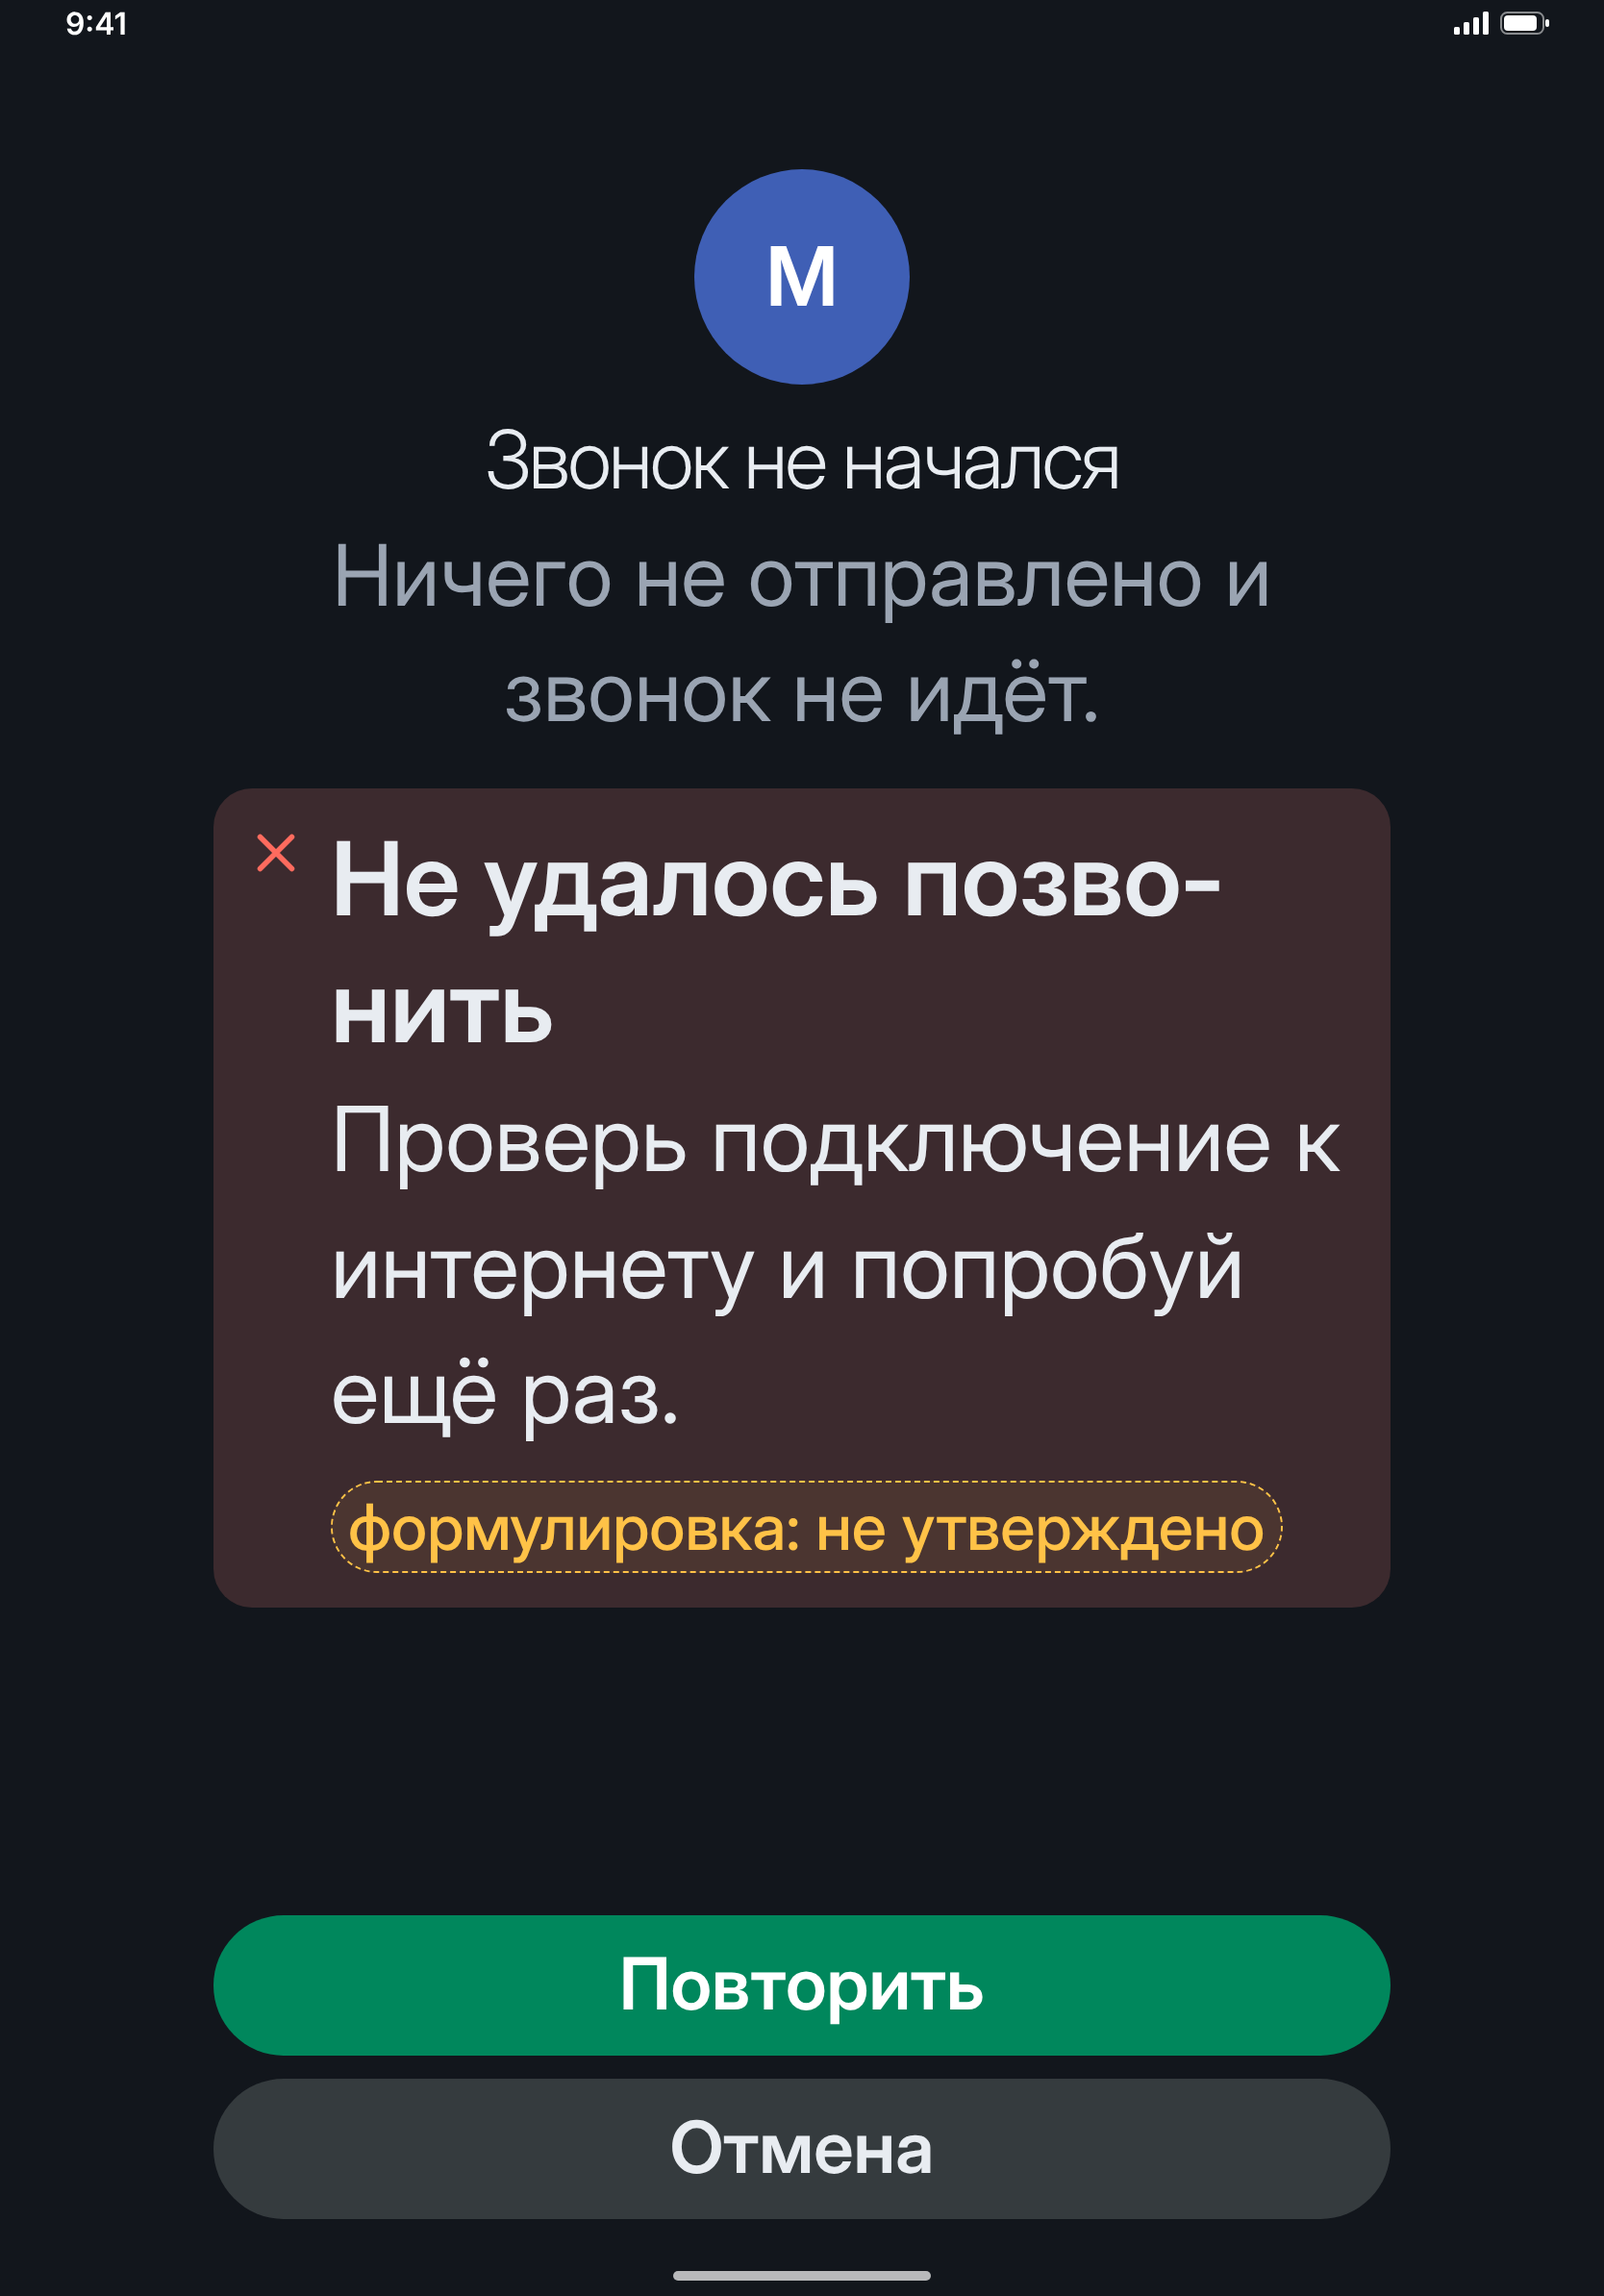 9:41
М
Звонок не начался
Ничего не отправлено и
звонок не идёт.
Не удалось позво-
нить
Проверь подключение к
интернету и попробуй
ещё раз.
формулировка: не утверждено
Повторить
Отмена